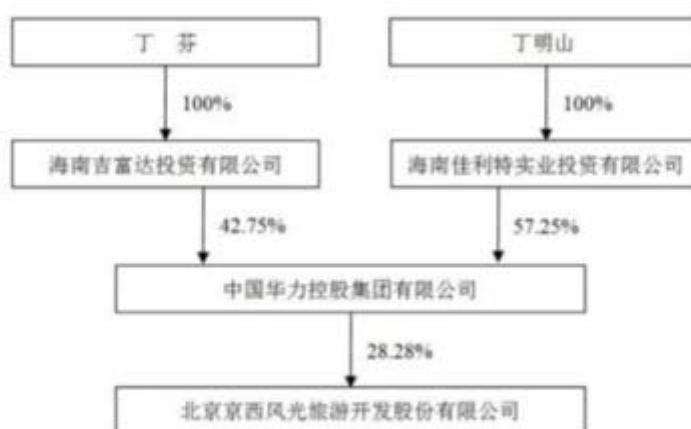 丁 芬
丁明山
100%
100%
海南吉富达投资有限公司
海南佳利特实业投资有限公司
42.75%
57.25%
中国华力控股集团有限公司
28.28%
北京京西风光旅游开发股份有限公司